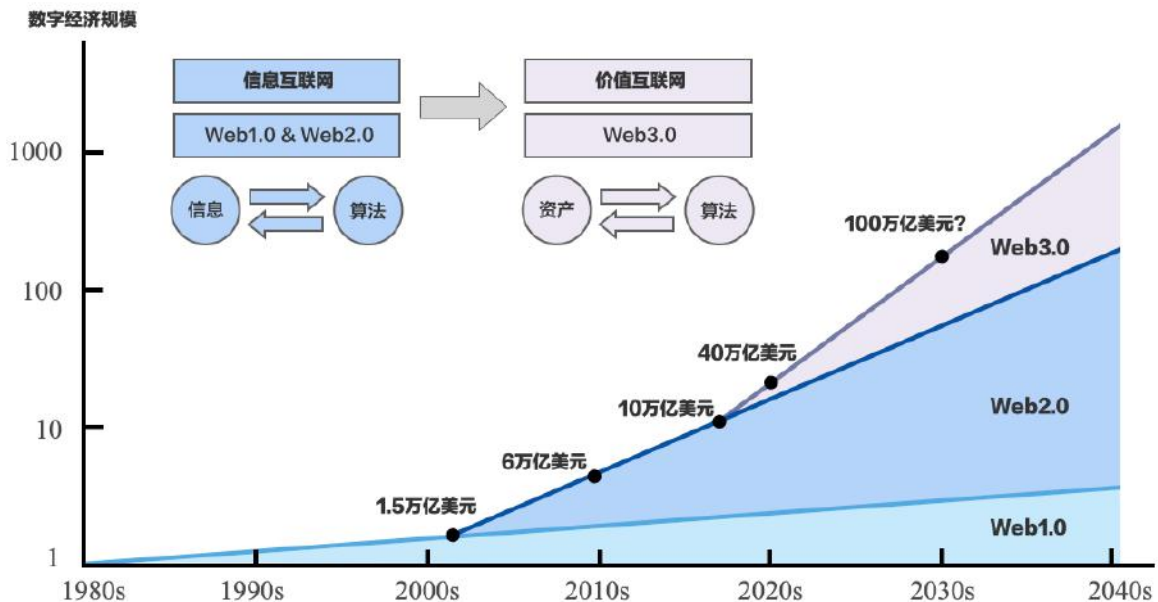 数字经济规模
信息互联网
价值互联网
Web1.0 & Web2.0
Web3.0
信息
算法
资产
算法
1000
100
10
1
100万亿美元?
Web3.0
40万亿美元
10万亿美元
Web2.0
6万亿美元
1.5万亿美元
Web1.0
1980s
1990s
2000s
2010s
2020s
2030s
2040s